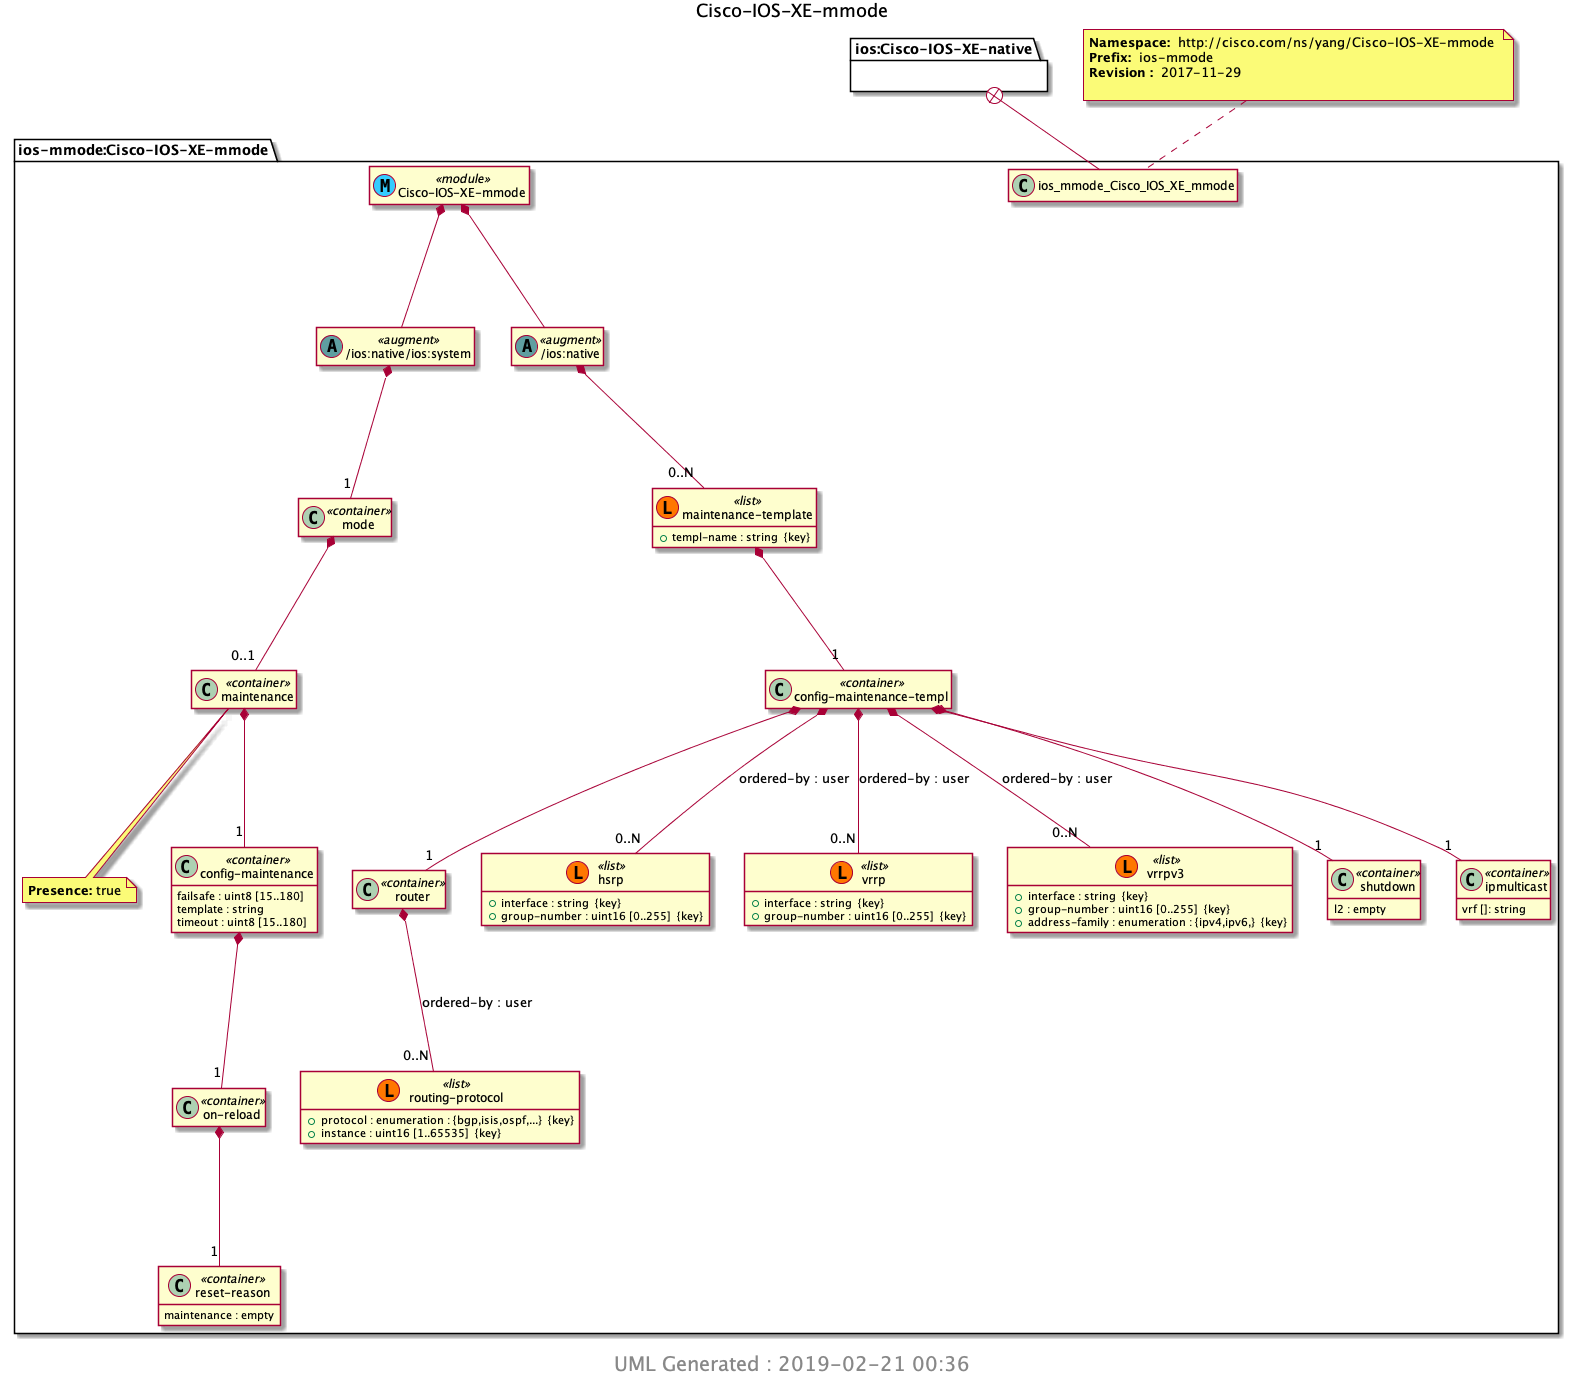 Cisco-IOS-XE-mmode
ios:Cisco-IOS-XE-native
Namespace: http://cisco.com/ns/yang/Cisco-IOS-XE-mmode
Prefix: ios-mmode
Revision : 2017-11-29
ios-mmode:Cisco-IOS-XE-mmode
M «module»
Cisco-IOS-XE-mmode
C ios_mmode_Cisco_IOS_XE_mmode
A «augment»
/ios:native/ios:system
A «augment»
/ios:native
1
0..N
C «container»
mode
L «list»
maintenance-template
templ-name : string {key}
0..1
1
C «container»
maintenance
C «container»
config-maintenance-templ
ordered-by : user
ordered-by : user
ordered-by : user
1
1
0..N
0..N
0..N
1
1
Presence: true
C «container»
config-maintenance
failsafe : uint8 [15..180]
template : string
timeout : uint8 [15..180]
C «container»
router
L «list»
hsrp
interface : string {key}
group-number : uint16 [0..255] {key}
L «list»
vrrp
interface : string {key}
group-number : uint16 [0..255] {key}
L «list»
vrrpv3
interface : string {key}
group-number : uint16 [0..255] {key}
address-family : enumeration : {ipv4,ipv6,} {key}
C «container»
shutdown
l2 : empty
C «container»
ipmulticast
vrf []: string
ordered-by : user
1
0..N
C «container»
on-reload
L «list»
routing-protocol
protocol : enumeration : {bgp,isis,ospf,...} {key}
instance : uint16 [1..65535] {key}
1
C «container»
reset-reason
maintenance : empty
UML Generated : 2019-02-21 00:36